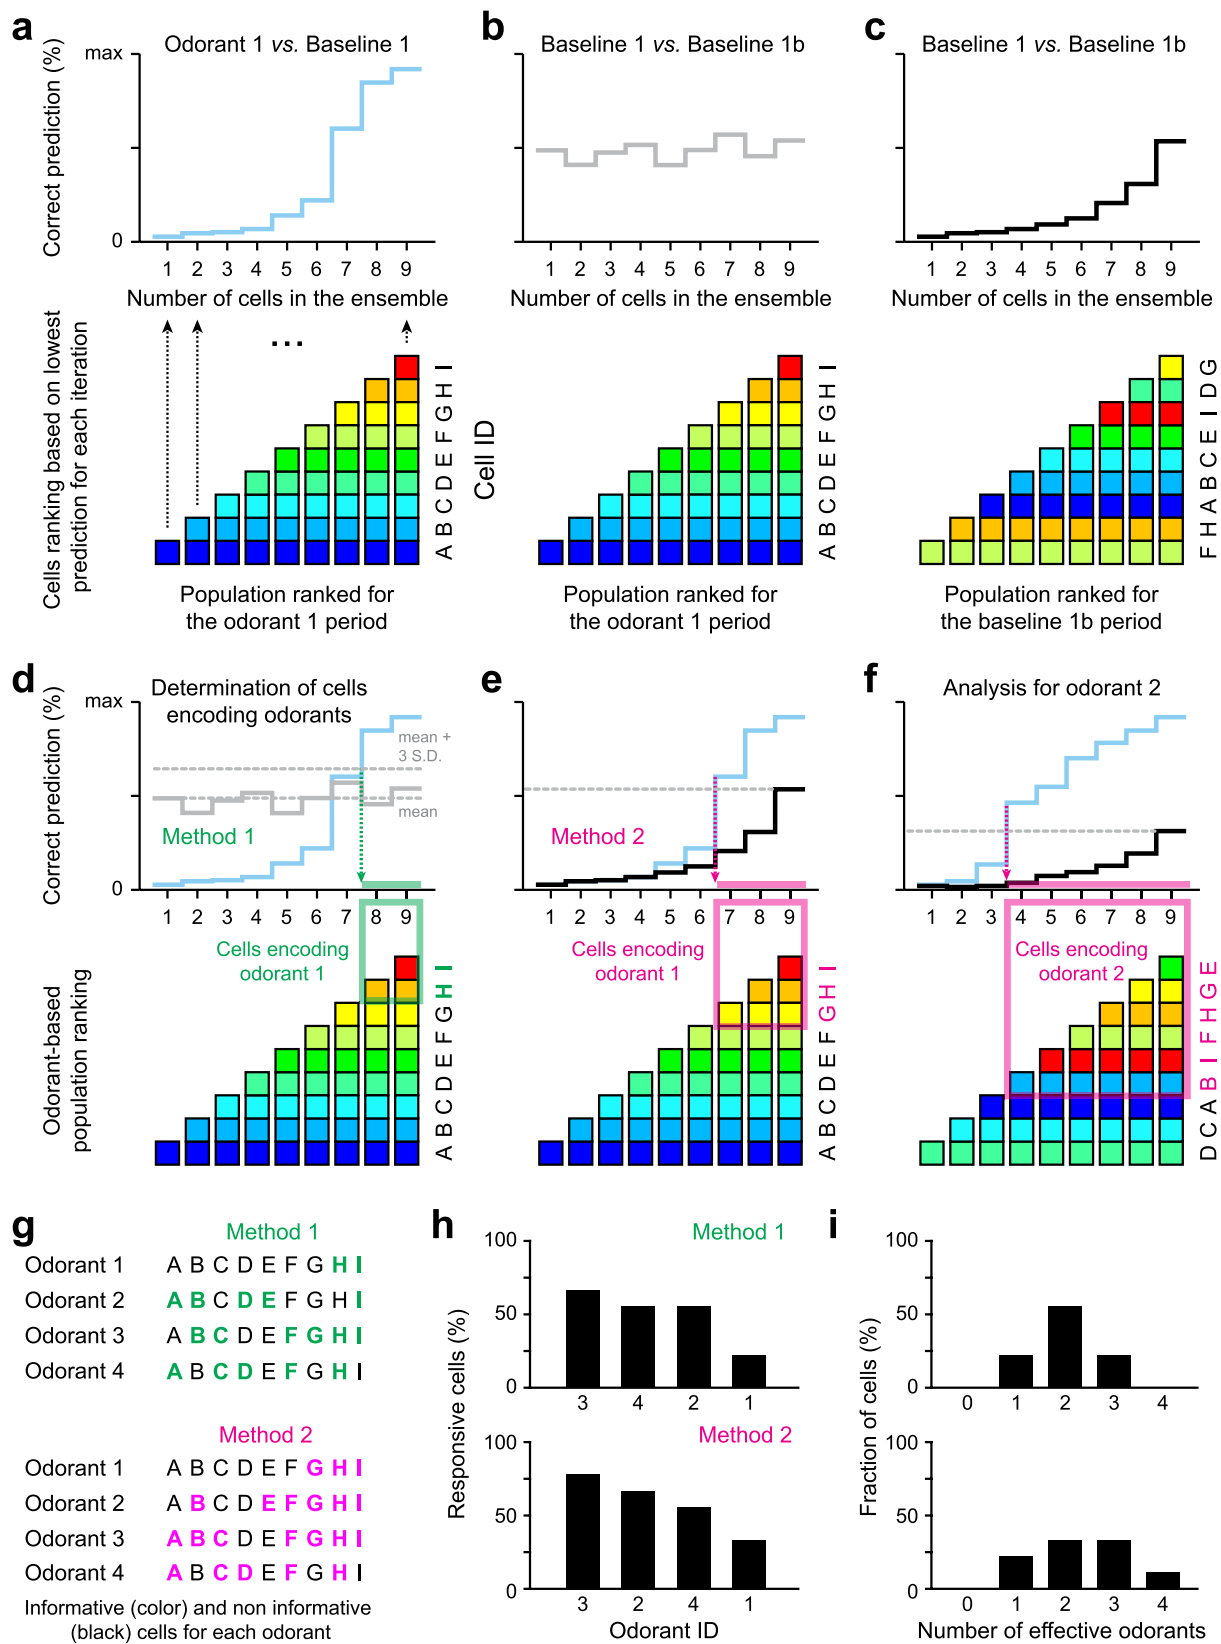 a
Odorant 1 vs. Baseline 1
max
0
Correct prediction (%)
1 2 3 4 5 6 7 8 9
Number of cells in the ensemble
b
Baseline 1 vs. Baseline 1b
1 2 3 4 5 6 7 8 9
Number of cells in the ensemble
c
Baseline 1 vs. Baseline 1b
1 2 3 4 5 6 7 8 9
Number of cells in the ensemble
Cells ranking based on lowest
prediction for each iteration
...
A B C D E F G H I
Population ranked for
the odorant 1 period
Cell ID
A B C D E F G H I
Population ranked for
the odorant 1 period
F H A B C E I D G
Population ranked for
the baseline 1b period
d
Determination of cells
encoding odorants
max
0
Correct prediction (%)
mean +
3 S.D.
mean
Method 1
1 2 3 4 5 6 7 8 9
Cells encoding
odorant 1
Odorant-based
population ranking
A B C D E F G H I
e
Method 2
1 2 3 4 5 6 7 8 9
Cells encoding
odorant 1
A B C D E F G H I
f
Analysis for odorant 2
1 2 3 4 5 6 7 8 9
Cells encoding
odorant 2
D C A B I F H G E
g
Method 1
Odorant 1 A B C D E F G H I
Odorant 2 A B C D E F G H I
Odorant 3 A B C D E F G H I
Odorant 4 A B C D E F G H I
Method 2
Odorant 1 A B C D E F G H I
Odorant 2 A B C D E F G H I
Odorant 3 A B C D E F G H I
Odorant 4 A B C D E F G H I
Informative (color) and non informative
(black) cells for each odorant
h
Method 1
100
50
0
3 4 2 1
Responsive cells (%)
Method 2
100
50
0
3 2 4 1
Odorant ID
i
100
50
0
0 1 2 3 4
Fraction of cells (%)
100
50
0
0 1 2 3 4
Number of effective odorants